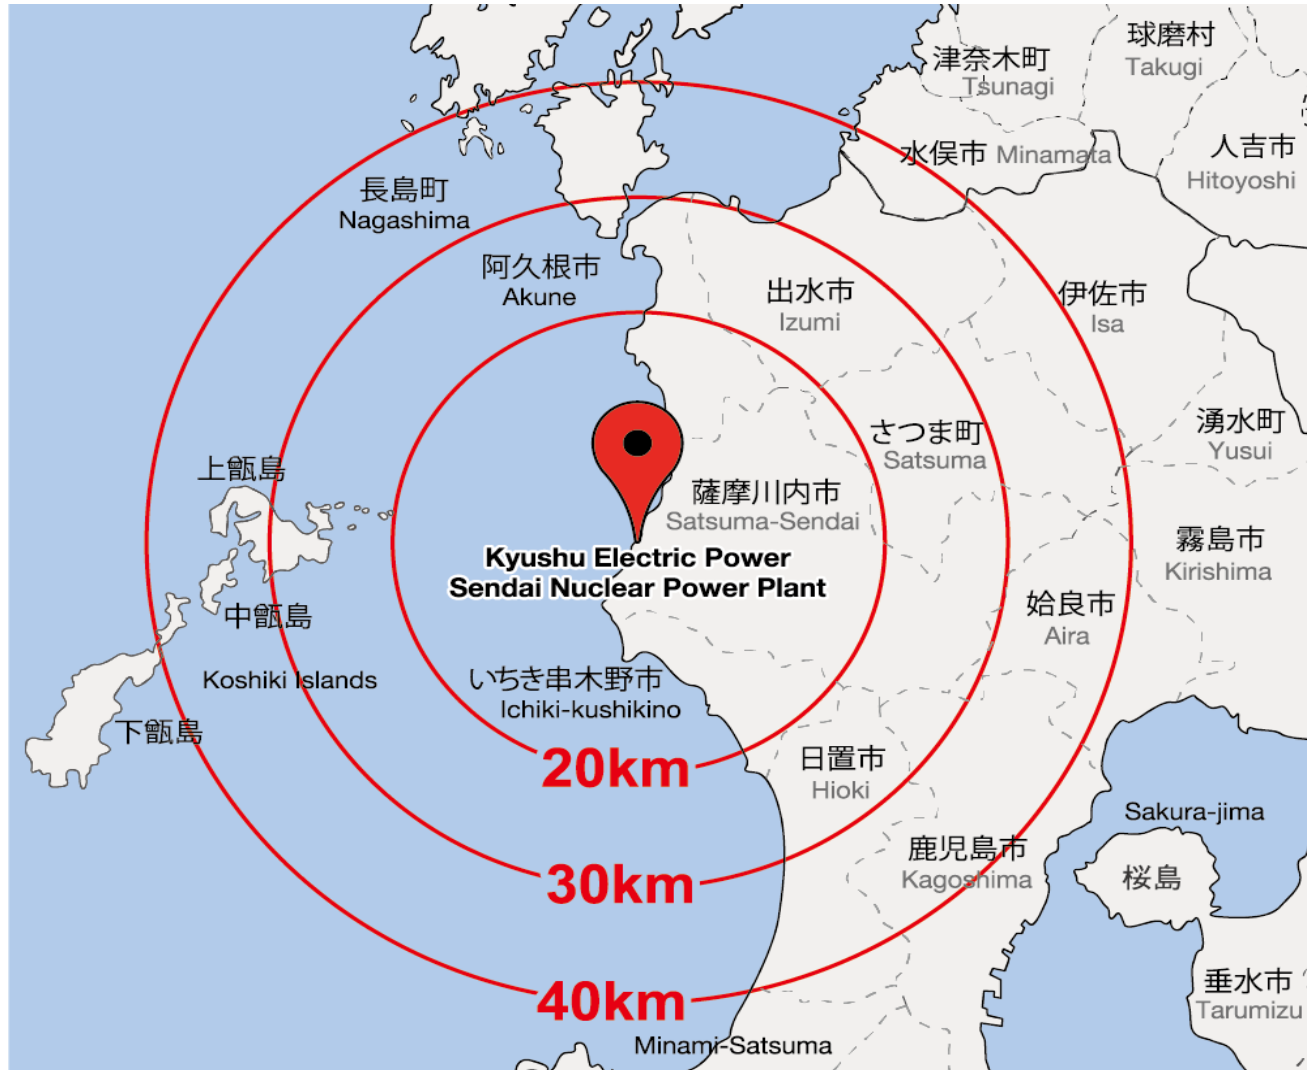 津奈木町
Tsunagi
球磨村
Takugi
水俣市 Minamata
人吉市
Hitoyoshi
長島町
Nagashima
阿久根市
Akune
出水市
Izumi
伊佐市
Isa
さつま町
Satsuma
湧水町
Yusui
上甑島
薩摩川内市
Satsuma-Sendai
霧島市
Kirishima
Kyushu Electric Power
Sendai Nuclear Power Plant
中甑島
姶良市
Aira
Koshiki Islands
いちき串木野市
Ichiki-kushikino
下甑島
20km
日置市
Hioki
Sakura-jima
桜島
鹿児島市
Kagoshima
30km
40km
垂水市
Tarumizu
Minami-Satsuma